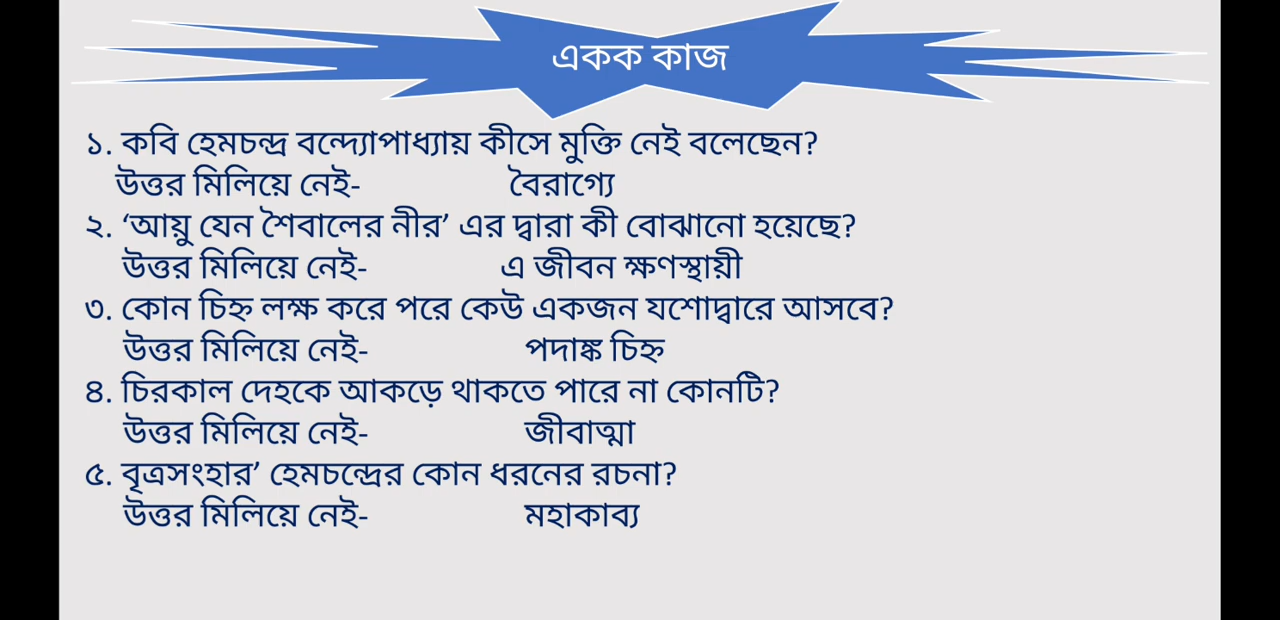 একক কাজ
১. কবি হেমচন্দ্র বন্দ্যোপাধ্যায় কীসে মুক্তি নেই বলেছেন?
উত্তর মিলিয়ে নেই- বৈরাগ্যে
২. ‘আয়ু যেন শৈবালের নীর’ এর দ্বারা কী বোঝানো হয়েছে?
উত্তর মিলিয়ে নেই- এ জীবন ক্ষণস্থায়ী
৩. কোন চিহ্ন লক্ষ করে পরে কেউ একজন যশোদ্বারে আসবে?
উত্তর মিলিয়ে নেই- পদাঙ্ক চিহ্ন
৪. চিরকাল দেহকে আকড়ে থাকতে পারে না কোনটি?
উত্তর মিলিয়ে নেই- জীবাত্মা
৫. বৃত্রসংহার’ হেমচন্দ্রের কোন ধরনের রচনা?
উত্তর মিলিয়ে নেই- মহাকাব্য